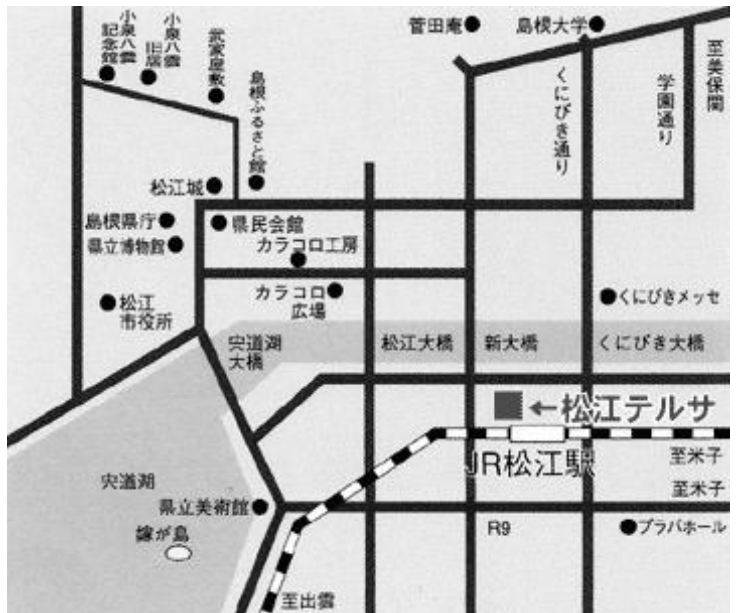 小泉八雲
記念館
小泉八雲
旧居
武家屋敷
島根ふるさと
館
菅田庵
島根大学
くにびき通り
学園通り
至美保関
松江城
島根県庁
県立博物館
県民会館
カラコロ工房
カラコロ
広場
松江
市役所
くにびきメッセ
宍道湖
大橋
松江大橋
新大橋
くにびき大橋
←松江テルサ
JR松江駅
至米子
至米子
宍道湖
県立美術館
嫁が島
R9
プラバホール
至出雲